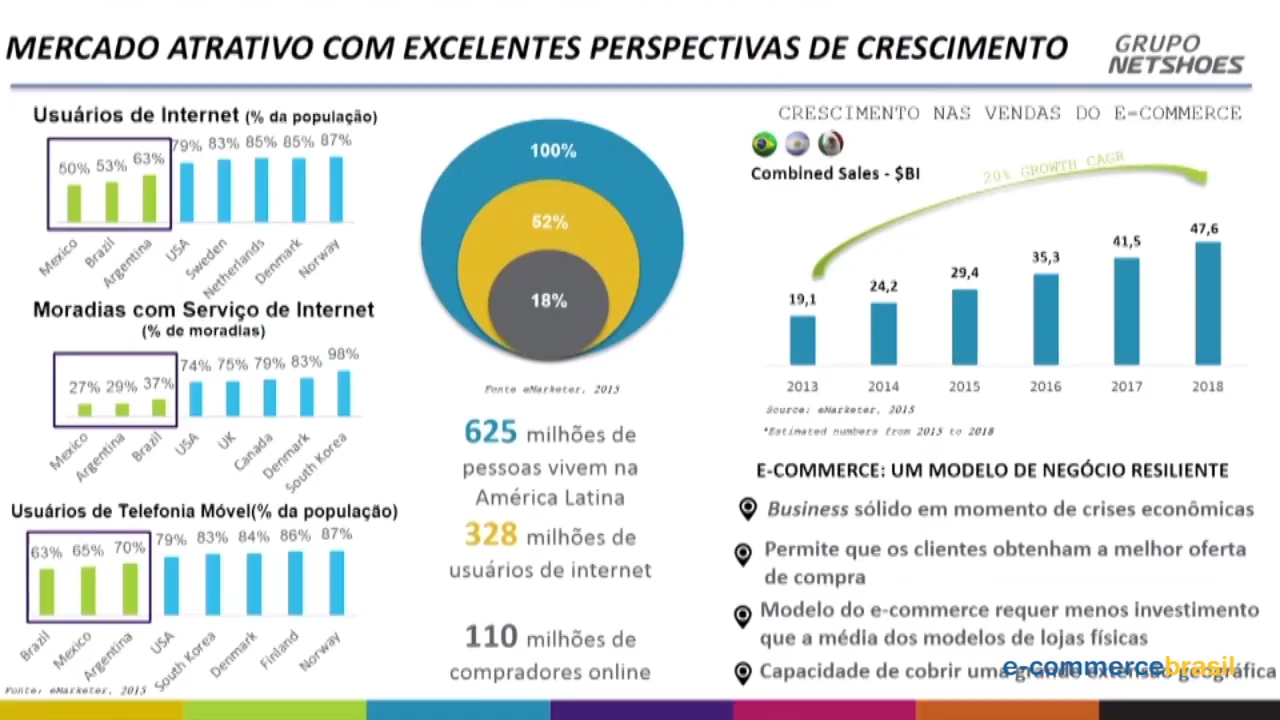 MERCADO ATRATIVO COM EXCELENTES PERSPECTIVAS DE CRESCIMENTO
GRUPO
NETSHOES
Usuários de Internet (% da população)
50% 53% 63% 79% 83% 85% 85% 87%
Mexico Brazil Argentina USA Sweden Netherlands Denmark Norway
Moradias com Serviço de Internet
(% de moradias)
27% 29% 37% 74% 75% 79% 83% 98%
Mexico Argentina Brazil USA UK Canada Denmark South Korea
Usuários de Telefonia Móvel(% da população)
63% 65% 70% 79% 83% 84% 86% 87%
Brazil Mexico Argentina USA South Korea Denmark Finland Norway
Fonte: eMarketer, 2015
100%
52%
18%
Fonte eMarketer, 2015
625 milhões de
pessoas vivem na
América Latina
328 milhões de
usuários de internet
110 milhões de
compradores online
CRESCIMENTO NAS VENDAS DO E-COMMERCE
Combined Sales - $BI
20% GROWTH CAGR
19,1 24,2 29,4 35,3 41,5 47,6
2013 2014 2015 2016 2017 2018
Source: eMarketer, 2015
*Estimated numbers from 2015 to 2018
E-COMMERCE: UM MODELO DE NEGÓCIO RESILIENTE
Business sólido em momento de crises econômicas
Permite que os clientes obtenham a melhor oferta
de compra
Modelo do e-commerce requer menos investimento
que a média dos modelos de lojas físicas
Capacidade de cobrir uma grande extensão geográfica
e-commercebrasil